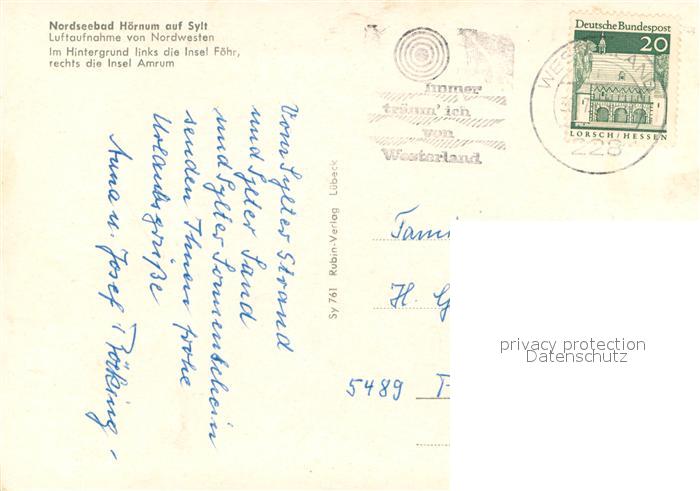 Nordseebad Hörnum auf Sylt
Luftaufnahme von Nordwesten
Im Hintergrund links die Insel Föhr,
rechts die Insel Amrum
immer
träum' ich
von
Westerland
Deutsche Bundespost
20
LORSCH/HESSEN
228
Vom Sylter Strand
und Sylter Sand
und Sylter Sonnenschein
senden Ihnen frohe
Urlaubsgrüße
Anna u. Josef
Sy 761 Rubin-Verlag Lübeck
Fami
H. G
5489
privacy protection
Datenschutz